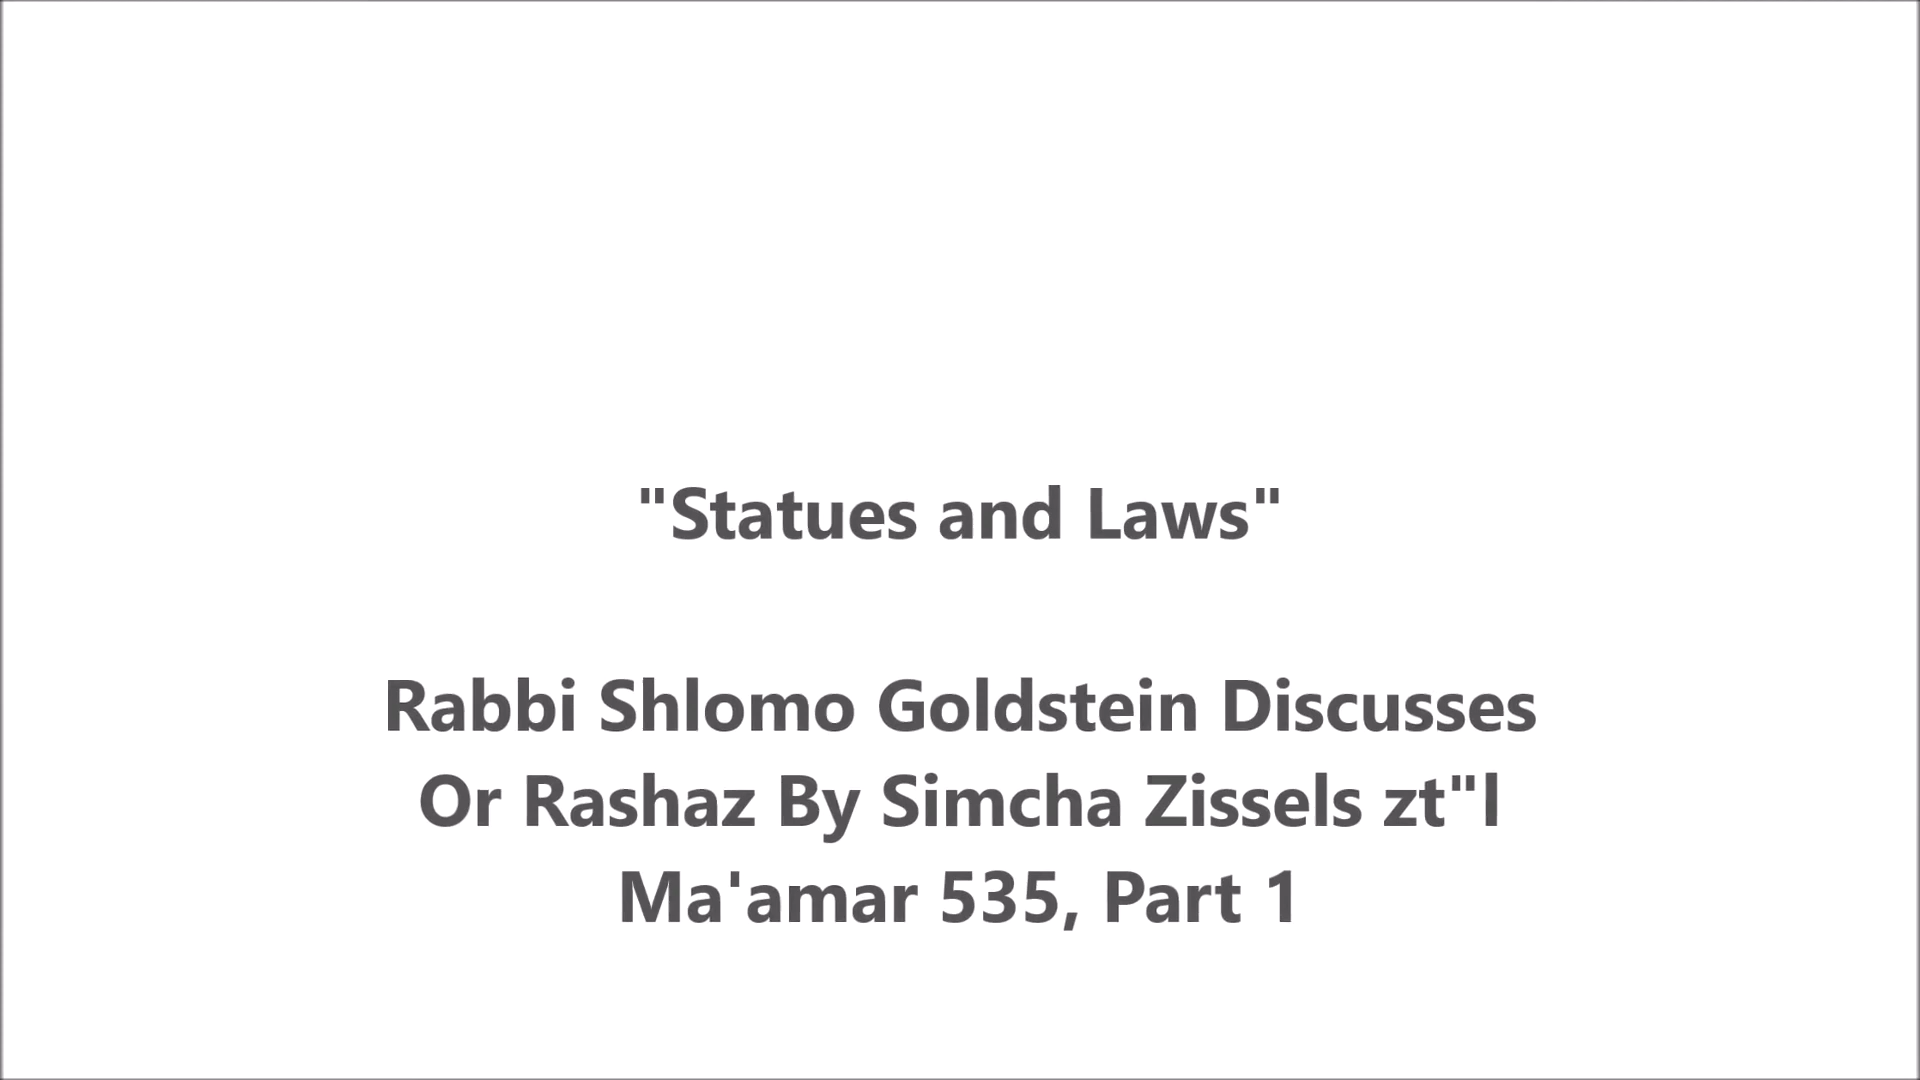 "Statues and Laws"
Rabbi Shlomo Goldstein Discusses
Or Rashaz By Simcha Zissels zt"l
Ma'amar 535, Part 1